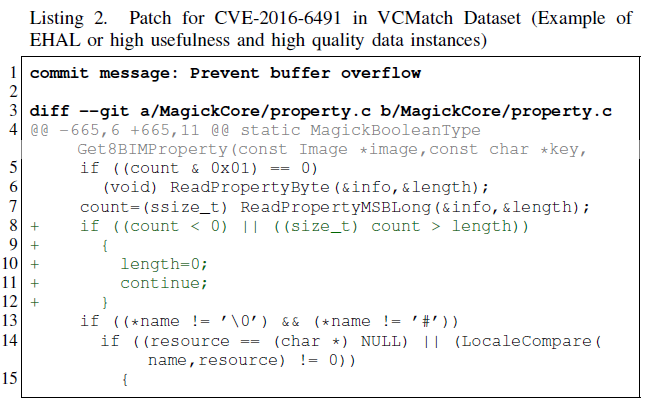 Listing 2. Patch for CVE-2016-6491 in VCMatch Dataset (Example of
EHAL or high usefulness and high quality data instances)
1 commit message: Prevent buffer overflow
2
3 diff --git a/MagickCore/property.c b/MagickCore/property.c
4 @@ -665,6 +665,11 @@ static MagickBooleanType
Get8BIMProperty(const Image *image,const char *key,
5 if ((count & 0x01) == 0)
6 (void) ReadPropertyByte(&info,&length);
7 count=(ssize_t) ReadPropertyMSBLong(&info,&length);
8 + if ((count < 0) || ((size_t) count > length))
9 + {
10 + length=0;
11 + continue;
12 + }
13 if ((*name != '\0') && (*name != '#'))
14 if ((resource == (char *) NULL) || (LocaleCompare(
name,resource) != 0))
15 {